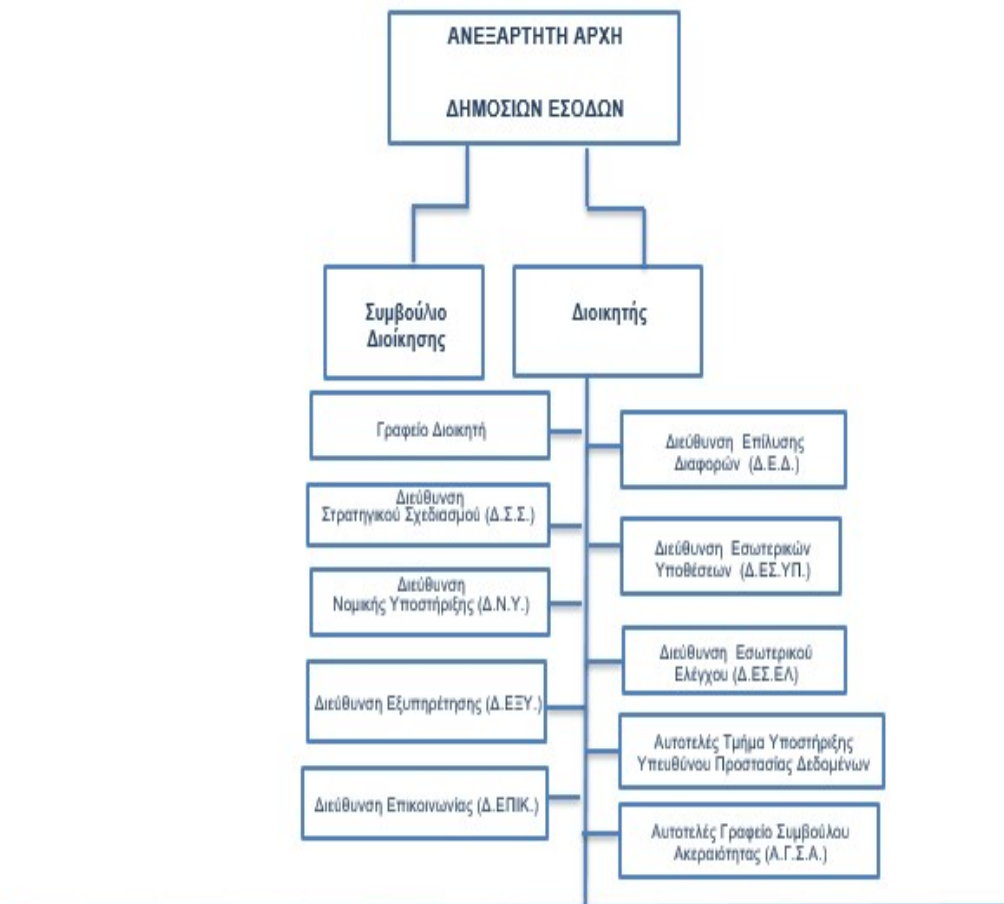 ΑΝΕΞΑΡΤΗΤΗ ΑΡΧΗ
ΔΗΜΟΣΙΩΝ ΕΣΟΔΩΝ
Συμβούλιο
Διοίκησης
Διοικητής
Γραφείο Διοικητή
Διεύθυνση
Στρατηγικού Σχεδιασμού (Δ.Σ.Σ.)
Διεύθυνση
Νομικής Υποστήριξης (Δ.Ν.Υ.)
Διεύθυνση Εξυπηρέτησης (Δ.ΕΞΥ.)
Διεύθυνση Επικοινωνίας (Δ.ΕΠΙΚ.)
Διεύθυνση Επίλυσης
Διαφορών (Δ.Ε.Δ.)
Διεύθυνση Εσωτερικών
Υποθέσεων (Δ.ΕΣ.ΥΠ.)
Διεύθυνση Εσωτερικού
Ελέγχου (Δ.ΕΣ.ΕΛ)
Αυτοτελές Τμήμα Υποστήριξης
Υπευθύνου Προστασίας Δεδομένων
Αυτοτελές Γραφείο Συμβούλου
Ακεραιότητας (Α.Γ.Σ.Α.)